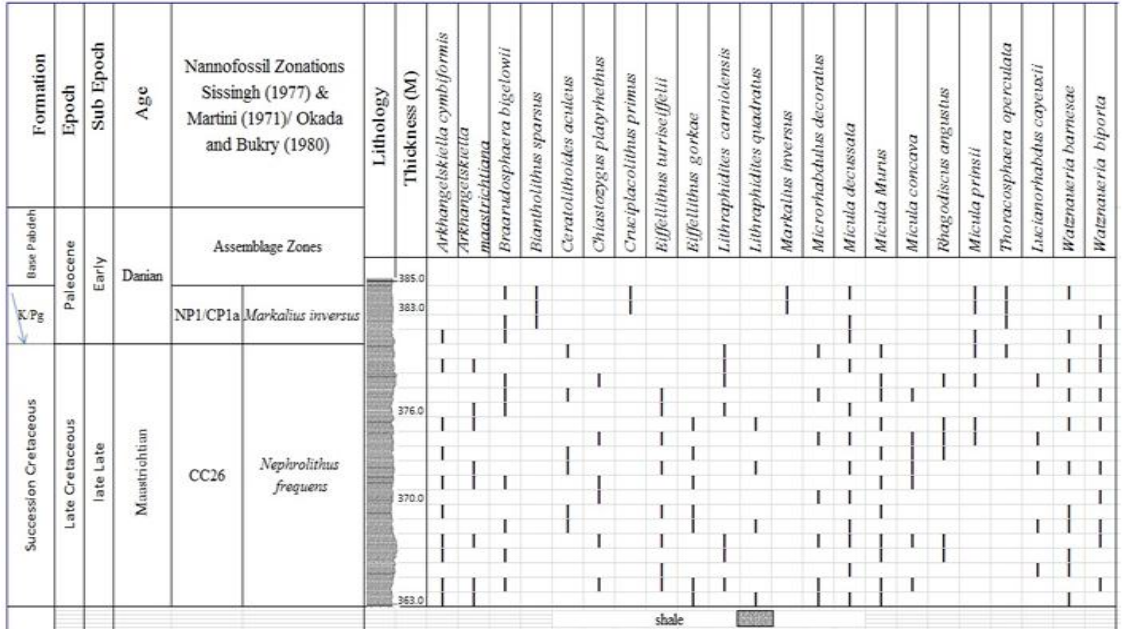 Formation
Epoch
Sub Epoch
Age
Nannofossil Zonations
Sissingh (1977) &
Martini (1971)/ Okada
and Bukry (1980)
Lithology
Thickness (M)
Arkhangelskiella cymbiformis
Arkhangelskiella
maastrichtiana
Braarudosphaera bigelowii
Biantholithus sparsus
Ceratolithoides aculeus
Chiastozygus platyrhethus
Cruciplacolithus primus
Eiffellithus turriseiffelii
Eiffellithus gorkae
Lithraphidites carniolensis
Lithraphidites quadratus
Markalius inversus
Microrhabdulus decoratus
Micula decussata
Micula Murus
Micula concava
Rhagodiscus angustus
Micula prinsii
Thoracosphaera operculata
Lucianorhabdus cayeuxii
Watznaueria barnesae
Watznaueria biporta
Base Pabdeh
Paleocene
Early
Danian
Assemblage Zones
385.0
K/Pg
NP1/CP1a
Markalius inversus
383.0
Succession Cretaceous
Late Cretaceous
late Late
Maastrichtian
CC26
Nephrolithus
frequens
376.0
370.0
363.0
shale